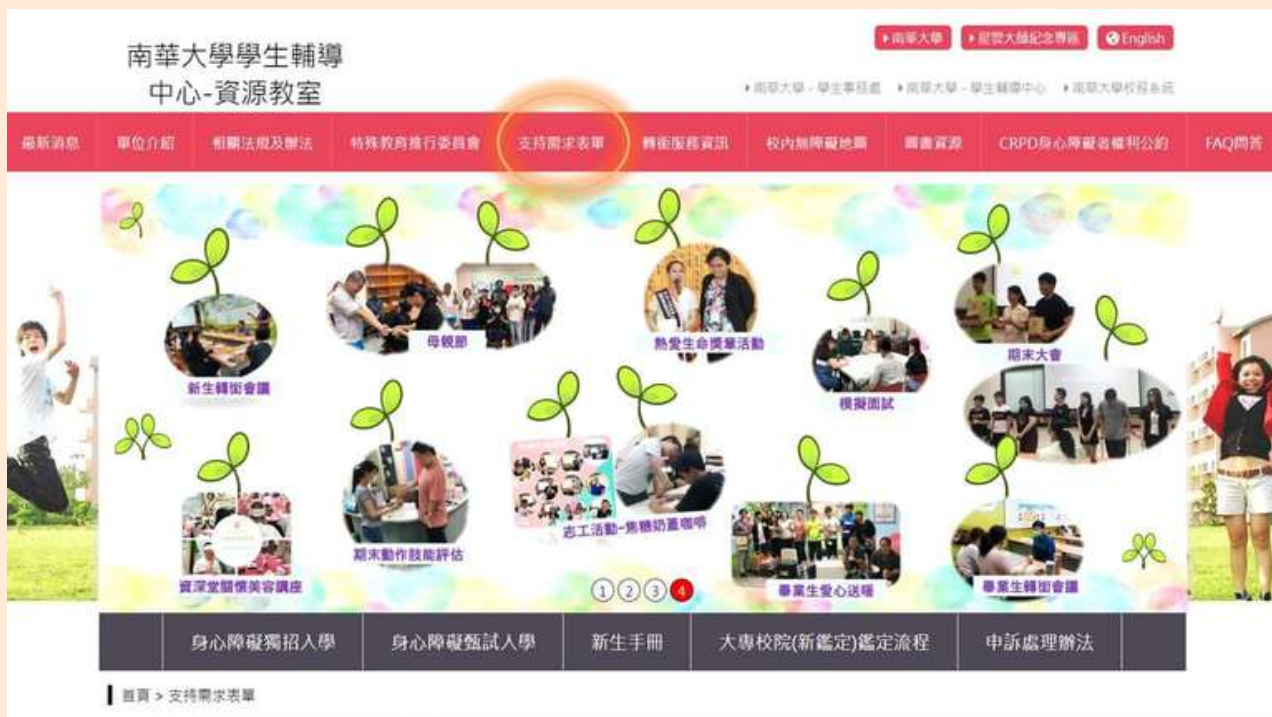 南華大學學生輔導
中心-資源教室
南華大學 星雲大師紀念專區 English
南華大學 - 學生事務處 南華大學 - 學生輔導中心 南華大學校務系統
最新消息 單位介紹 相關法規及辦法 特殊教育推行委員會 支持需求表單 轉銜服務資訊 校內無障礙地圖 圖書資源 CRPD身心障礙者權利公約 FAQ問答
母親節
熱愛生命獎章活動
期末大會
新生轉銜會議
模擬面試
志工活動-焦糖奶蓋咖啡
期末動作技能評估
資深堂關懷美容講座
1 2 3 4
畢業生愛心送暖
畢業生轉銜會議
身心障礙獨招入學 身心障礙甄試入學 新生手冊 大專校院(新鑑定)鑑定流程 申訴處理辦法
首頁 > 支持需求表單